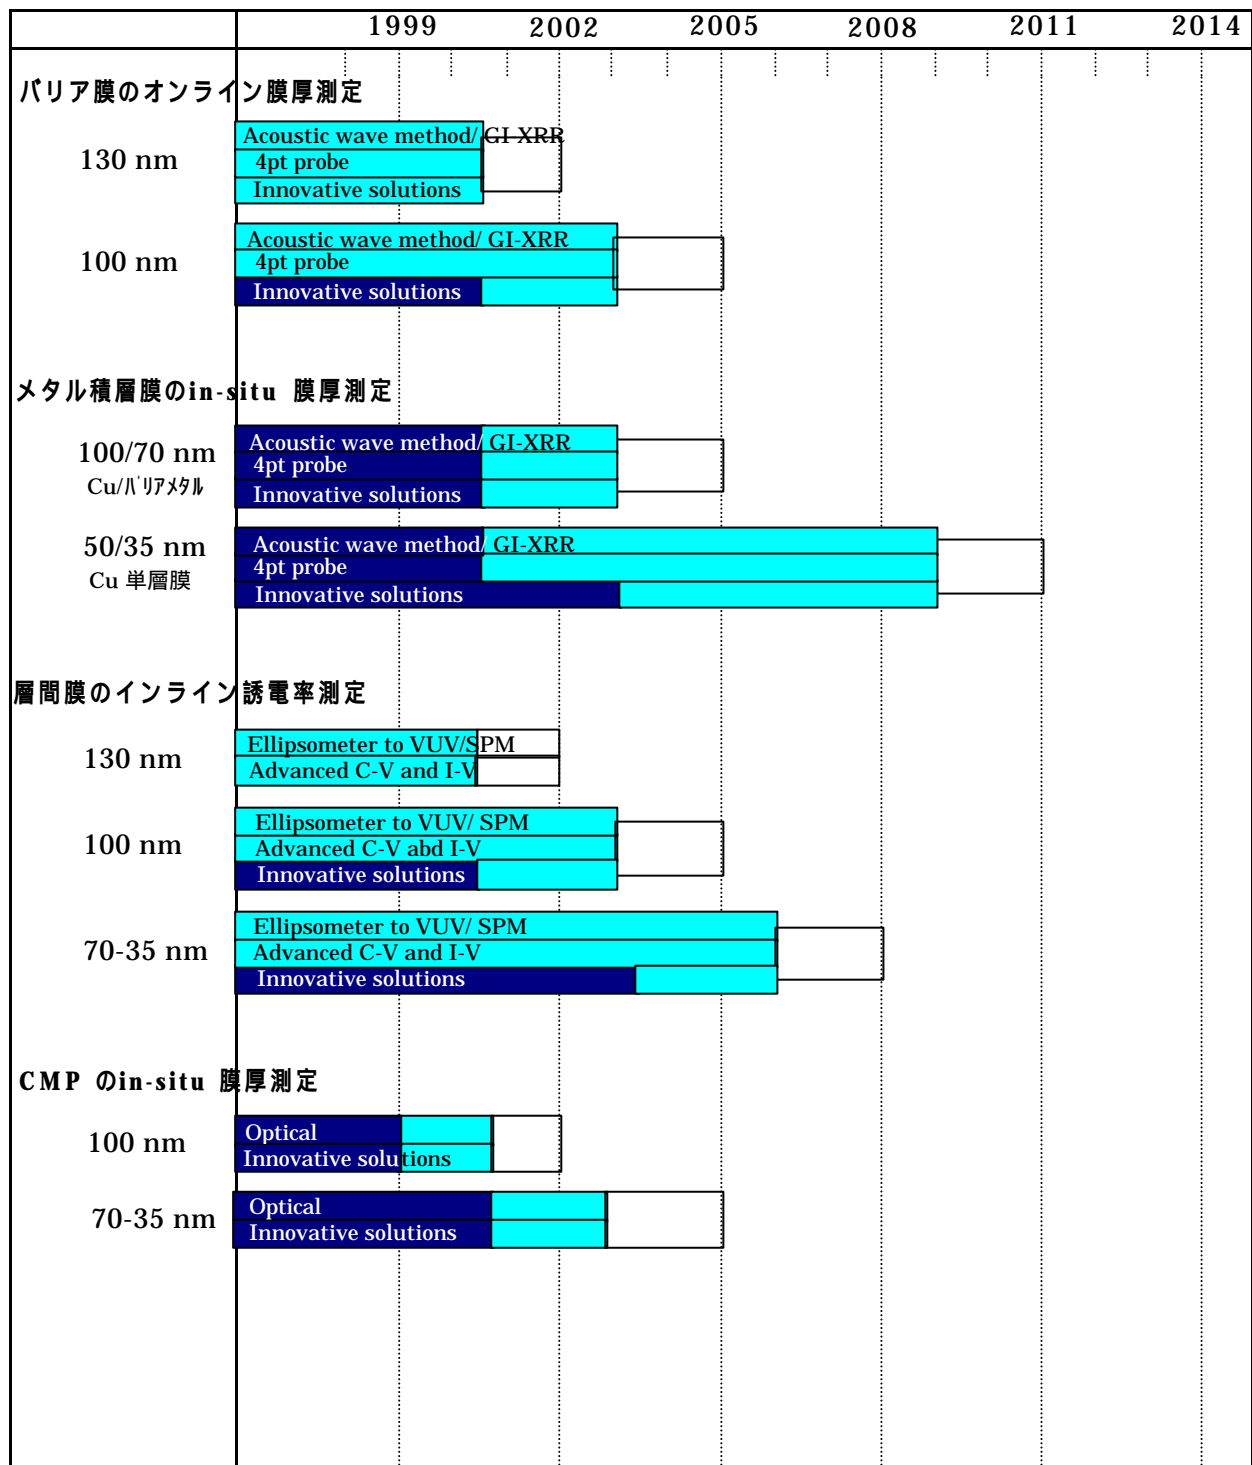 1999 2002 2005 2008 2011 2014
バリア膜のオンライン膜厚測定
130 nm
Acoustic wave method/ GI-XRR
4pt probe
Innovative solutions
100 nm
Acoustic wave method/ GI-XRR
4pt probe
Innovative solutions
メタル積層膜のin-situ 膜厚測定
100/70 nm
Cu/ﾊﾞﾘｱﾒﾀﾙ
Acoustic wave method/ GI-XRR
4pt probe
Innovative solutions
50/35 nm
Cu 単層膜
Acoustic wave method/ GI-XRR
4pt probe
Innovative solutions
層間膜のインライン誘電率測定
130 nm
Ellipsometer to VUV/SPM
Advanced C-V and I-V
100 nm
Ellipsometer to VUV/ SPM
Advanced C-V abd I-V
Innovative solutions
70-35 nm
Ellipsometer to VUV/ SPM
Advanced C-V and I-V
Innovative solutions
CMP のin-situ 膜厚測定
100 nm
Optical
Innovative solutions
70-35 nm
Optical
Innovative solutions